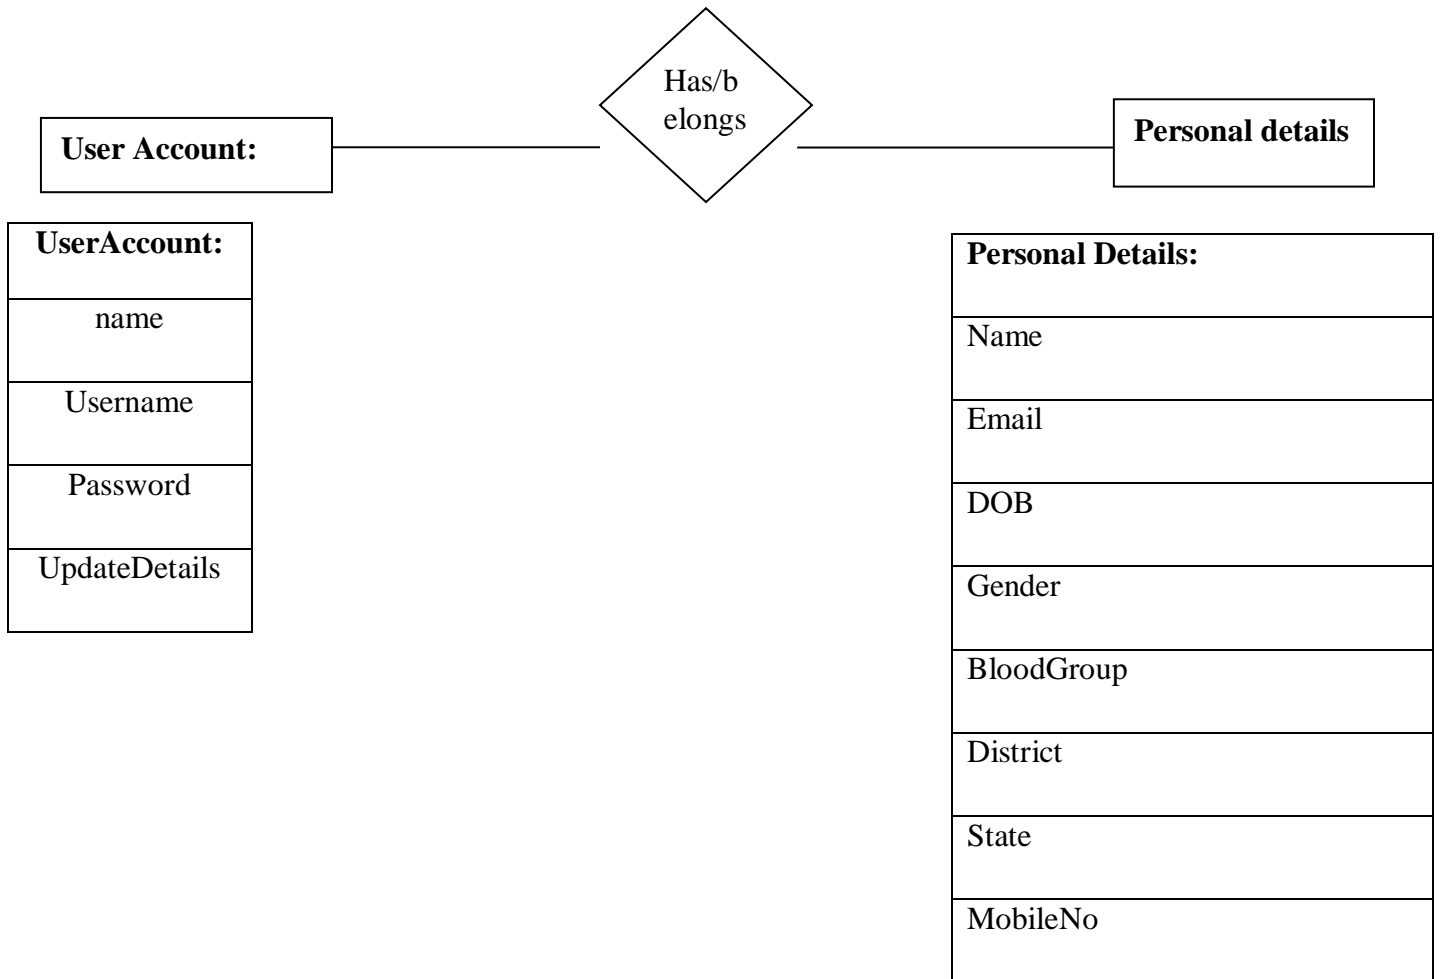 Has/b
elongs
User Account:
Personal details
UserAccount:
name
Username
Password
UpdateDetails
Personal Details:
Name
Email
DOB
Gender
BloodGroup
District
State
MobileNo